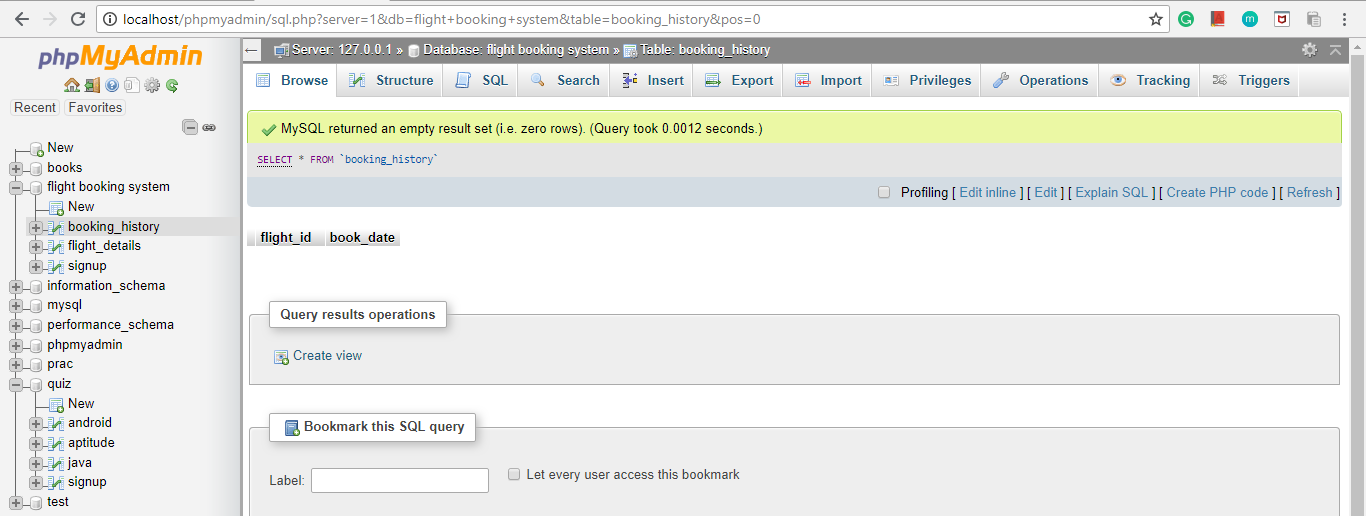 localhost/phpmyadmin/sql.php?server=1&db=flight+booking+system&table=booking_history&pos=0
phpMyAdmin
Recent Favorites
New
books
flight booking system
New
booking_history
flight_details
signup
information_schema
mysql
performance_schema
phpmyadmin
prac
quiz
New
android
aptitude
java
signup
test
Server: 127.0.0.1 » Database: flight booking system » Table: booking_history
Browse Structure SQL Search Insert Export Import Privileges Operations Tracking Triggers
MySQL returned an empty result set (i.e. zero rows). (Query took 0.0012 seconds.)
SELECT * FROM `booking_history`
Profiling [ Edit inline ] [ Edit ] [ Explain SQL ] [ Create PHP code ] [ Refresh ]
flight_id book_date
Query results operations
Create view
Bookmark this SQL query
Label: Let every user access this bookmark